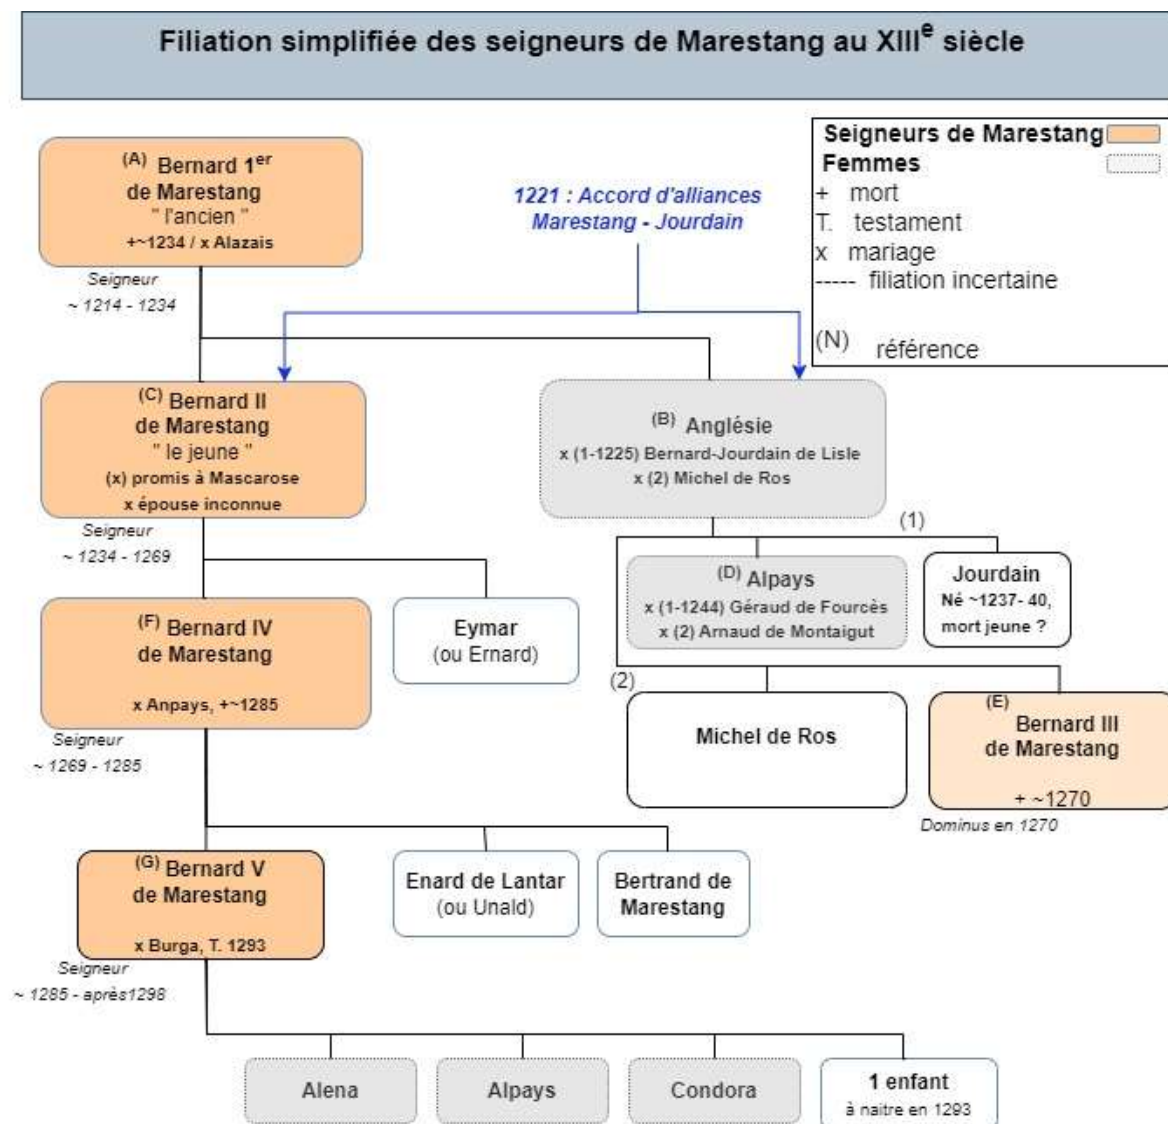 Filiation simplifiée des seigneurs de Marestang au XIIIe siècle
Seigneurs de Marestang
Femmes
+ mort
T. testament
x mariage
----- filiation incertaine
(N) référence
(A) Bernard 1er
de Marestang
" l'ancien "
+~1234 / x Alazais
Seigneur
~ 1214 - 1234
1221 : Accord d'alliances
Marestang - Jourdain
(C) Bernard II
de Marestang
" le jeune "
(x) promis à Mascarose
x épouse inconnue
Seigneur
~ 1234 - 1269
(B) Anglésie
x (1-1225) Bernard-Jourdain de Lisle
x (2) Michel de Ros
(1)
(D) Alpays
x (1-1244) Géraud de Fourcès
x (2) Arnaud de Montaigut
Jourdain
Né ~1237- 40,
mort jeune ?
(F) Bernard IV
de Marestang
x Anpays, +~1285
Seigneur
~ 1269 - 1285
Eymar
(ou Ernard)
(2)
Michel de Ros
(E) Bernard III
de Marestang
+ ~1270
Dominus en 1270
(G) Bernard V
de Marestang
x Burga, T. 1293
Seigneur
~ 1285 - après1298
Enard de Lantar
(ou Unald)
Bertrand de
Marestang
Alena
Alpays
Condora
1 enfant
à naitre en 1293